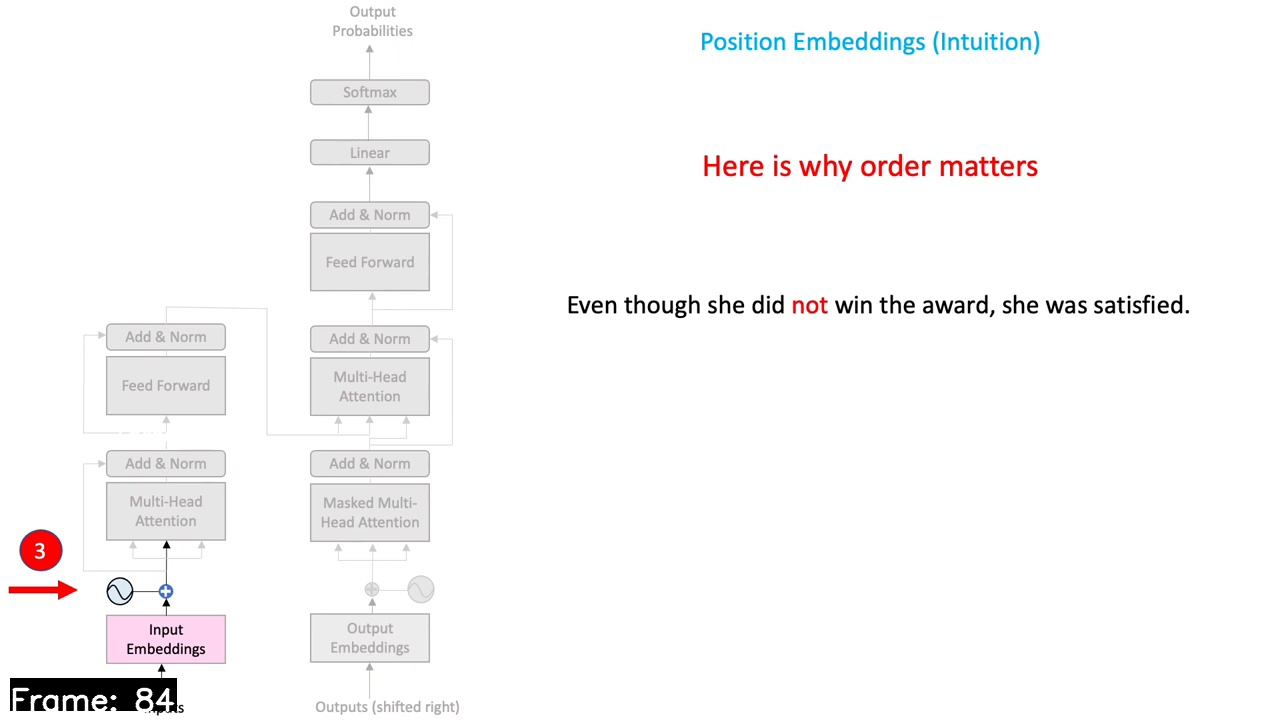 Output
Probabilities
Softmax
Linear
Add & Norm
Feed Forward
Add & Norm
Multi-Head
Attention
Add & Norm
Masked Multi-
Head Attention
Output
Embeddings
Outputs (shifted right)
Add & Norm
Feed Forward
Add & Norm
Multi-Head
Attention
3
Input
Embeddings
Frame: 84
Position Embeddings (Intuition)
Here is why order matters
Even though she did not win the award, she was satisfied.